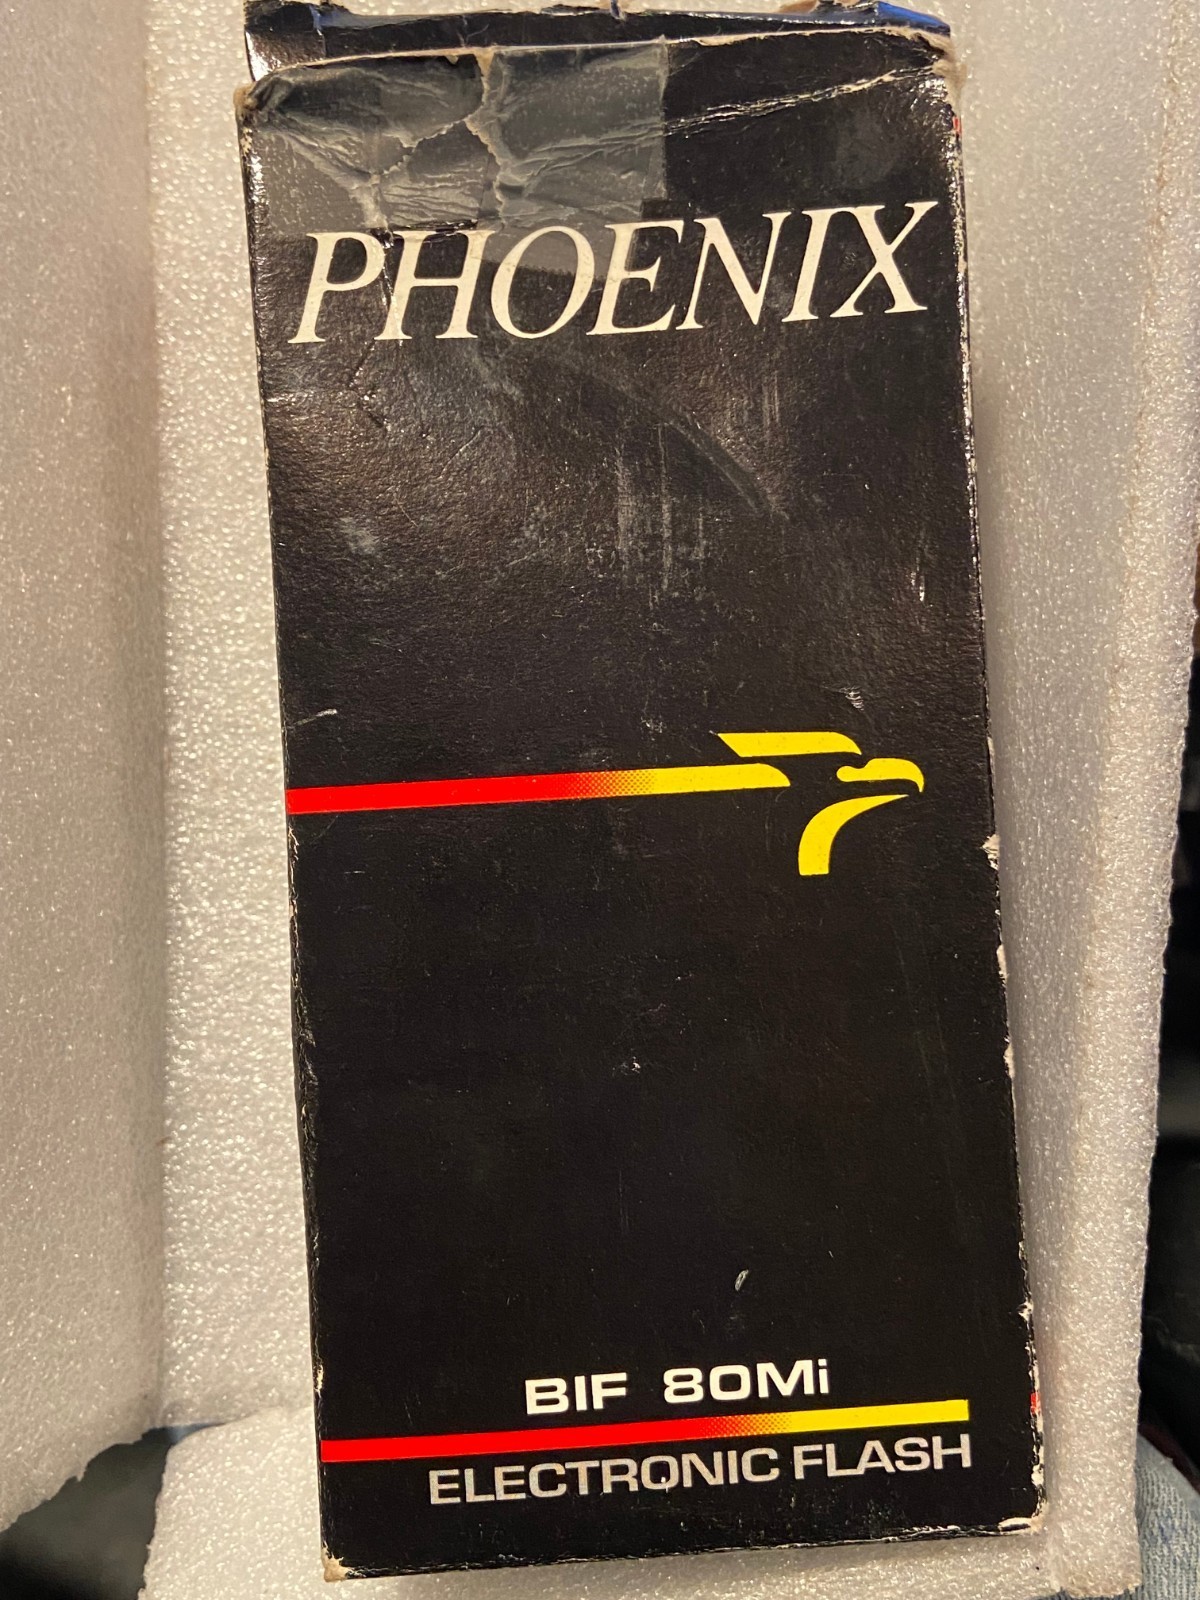 PHOENIX
BIF 80Mi
ELECTRONIC FLASH